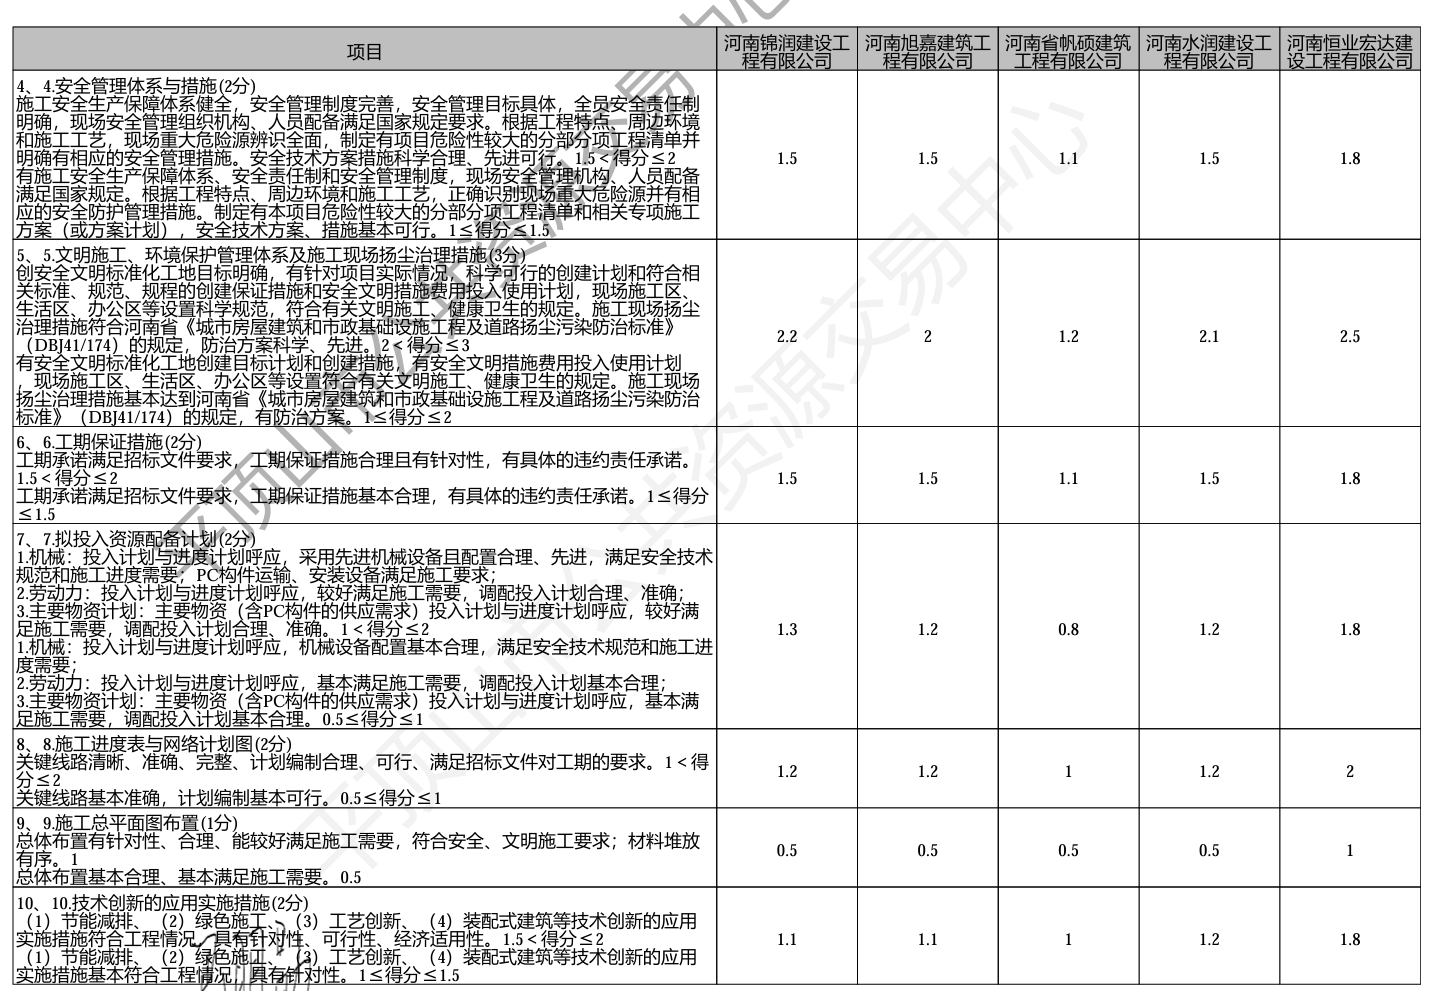 项目
河南锦润建设工
程有限公司
河南旭嘉建筑工
程有限公司
河南省帆硕建筑
工程有限公司
河南水润建设工
程有限公司
河南恒业宏达建
设工程有限公司
4、4.安全管理体系与措施(2分)
施工安全生产保障体系健全，安全管理制度完善，安全管理目标具体，全员安全责任制
明确，现场安全管理组织机构、人员配备满足国家规定要求。根据工程特点、周边环境
和施工工艺，现场重大危险源辨识全面，制定有项目危险性较大的分部分项工程清单并
明确有相应的安全管理措施。安全技术方案措施科学合理、先进可行。1.5＜得分≤2
有施工安全生产保障体系、安全责任制和安全管理制度，现场安全管理机构、人员配备
满足国家规定。根据工程特点、周边环境和施工工艺，正确识别现场重大危险源并有相
应的安全防护管理措施。制定有本项目危险性较大的分部分项工程清单和相关专项施工
方案（或方案计划），安全技术方案、措施基本可行。1≤得分≤1.5
1.5
1.5
1.1
1.5
1.8
5、5.文明施工、环境保护管理体系及施工现场扬尘治理措施(3分)
创安全文明标准化工地目标明确，有针对项目实际情况，科学可行的创建计划和符合相
关标准、规范、规程的创建保证措施和安全文明措施费用投入使用计划，现场施工区、
生活区、办公区等设置科学规范，符合有关文明施工、健康卫生的规定。施工现场扬尘
治理措施符合河南省《城市房屋建筑和市政基础设施工程及道路扬尘污染防治标准》
（DBJ41/174）的规定，防治方案科学、先进。2＜得分≤3
有安全文明标准化工地创建目标计划和创建措施，有安全文明措施费用投入使用计划
，现场施工区、生活区、办公区等设置符合有关文明施工、健康卫生的规定。施工现场
扬尘治理措施基本达到河南省《城市房屋建筑和市政基础设施工程及道路扬尘污染防治
标准》（DBJ41/174）的规定，有防治方案。1≤得分≤2
2.2
2
1.2
2.1
2.5
6、6.工期保证措施(2分)
工期承诺满足招标文件要求，工期保证措施合理且有针对性，有具体的违约责任承诺。
1.5＜得分≤2
工期承诺满足招标文件要求，工期保证措施基本合理，有具体的违约责任承诺。1≤得分
≤1.5
1.5
1.5
1.1
1.5
1.8
7、7.拟投入资源配备计划(2分)
1.机械：投入计划与进度计划呼应，采用先进机械设备且配置合理、先进，满足安全技术
规范和施工进度需要，PC构件运输、安装设备满足施工要求；
2.劳动力：投入计划与进度计划呼应，较好满足施工需要，调配投入计划合理、准确；
3.主要物资计划：主要物资（含PC构件的供应需求）投入计划与进度计划呼应，较好满
足施工需要，调配投入计划合理、准确。1＜得分≤2
1.机械：投入计划与进度计划呼应，机械设备配置基本合理，满足安全技术规范和施工进
度需要；
2.劳动力：投入计划与进度计划呼应，基本满足施工需要，调配投入计划基本合理；
3.主要物资计划：主要物资（含PC构件的供应需求）投入计划与进度计划呼应，基本满
足施工需要，调配投入计划基本合理。0.5≤得分≤1
1.3
1.2
0.8
1.2
1.8
8、8.施工进度表与网络计划图(2分)
关键线路清晰、准确、完整、计划编制合理、可行、满足招标文件对工期的要求。1＜得
分≤2
关键线路基本准确，计划编制基本可行。0.5≤得分≤1
1.2
1.2
1
1.2
2
9、9.施工总平面图布置(1分)
总体布置有针对性、合理、能较好满足施工需要，符合安全、文明施工要求；材料堆放
有序。1
总体布置基本合理、基本满足施工需要。0.5
0.5
0.5
0.5
0.5
1
10、10.技术创新的应用实施措施(2分)
（1）节能减排、（2）绿色施工、（3）工艺创新、（4）装配式建筑等技术创新的应用
实施措施符合工程情况，具有针对性、可行性、经济适用性。1.5＜得分≤2
（1）节能减排、（2）绿色施工、（3）工艺创新、（4）装配式建筑等技术创新的应用
实施措施基本符合工程情况，具有针对性。1≤得分≤1.5
1.1
1.1
1
1.2
1.8
平顶山市公共资源交易中心
平顶山市公共资源交易中心